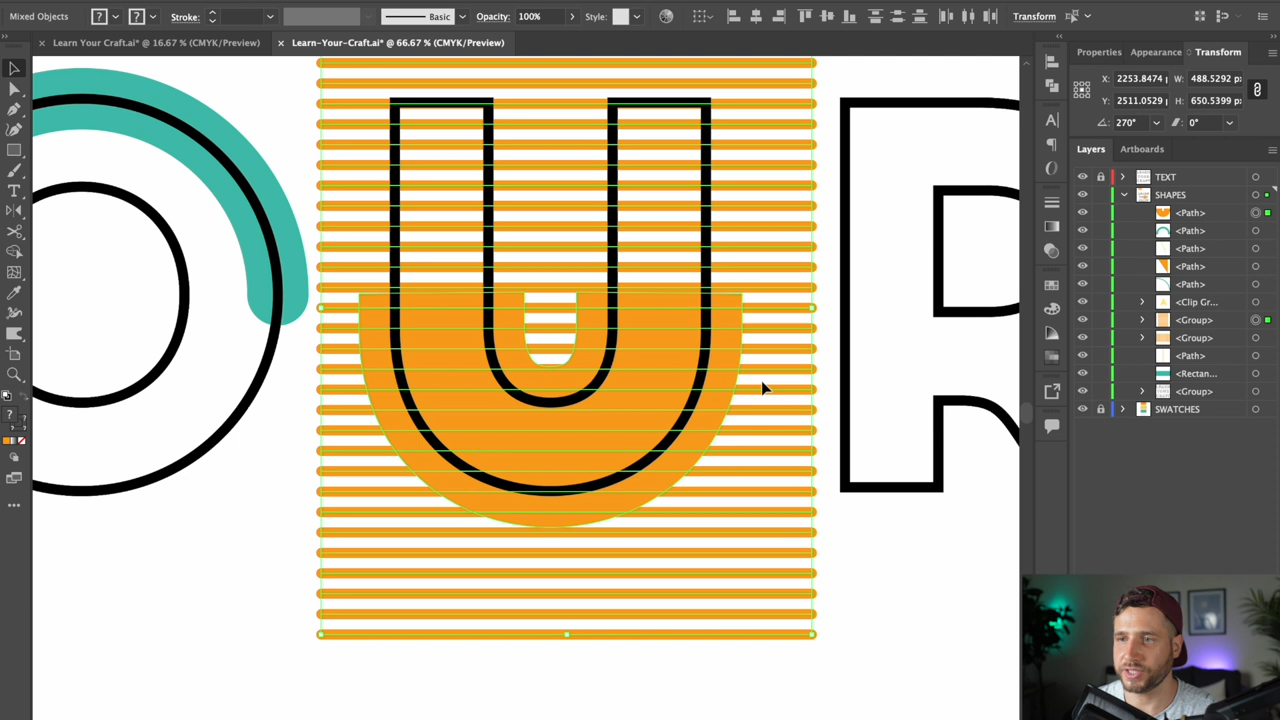 Mixed Objects ? ? Stroke: Basic Opacity: 100% Style: Transform
Learn Your Craft.ai* @ 16.67 % (CMYK/Preview) Learn-Your-Craft.ai* @ 66.67 % (CMYK/Preview)
Properties Appearance Transform
X: 2253.8474 W: 488.5292 px
Y: 2511.0529 H: 650.5399 px
270° 0°
Layers Artboards
TEXT
SHAPES
<Path>
<Path>
<Path>
<Path>
<Path>
<Clip Gr...
<Group>
<Group>
<Path>
<Rectan...
<Group>
SWATCHES
U R
?